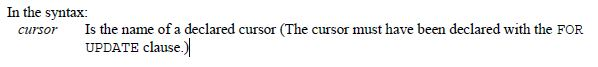 In the syntax:
cursor Is the name of a declared cursor (The cursor must have been declared with the FOR
UPDATE clause.)